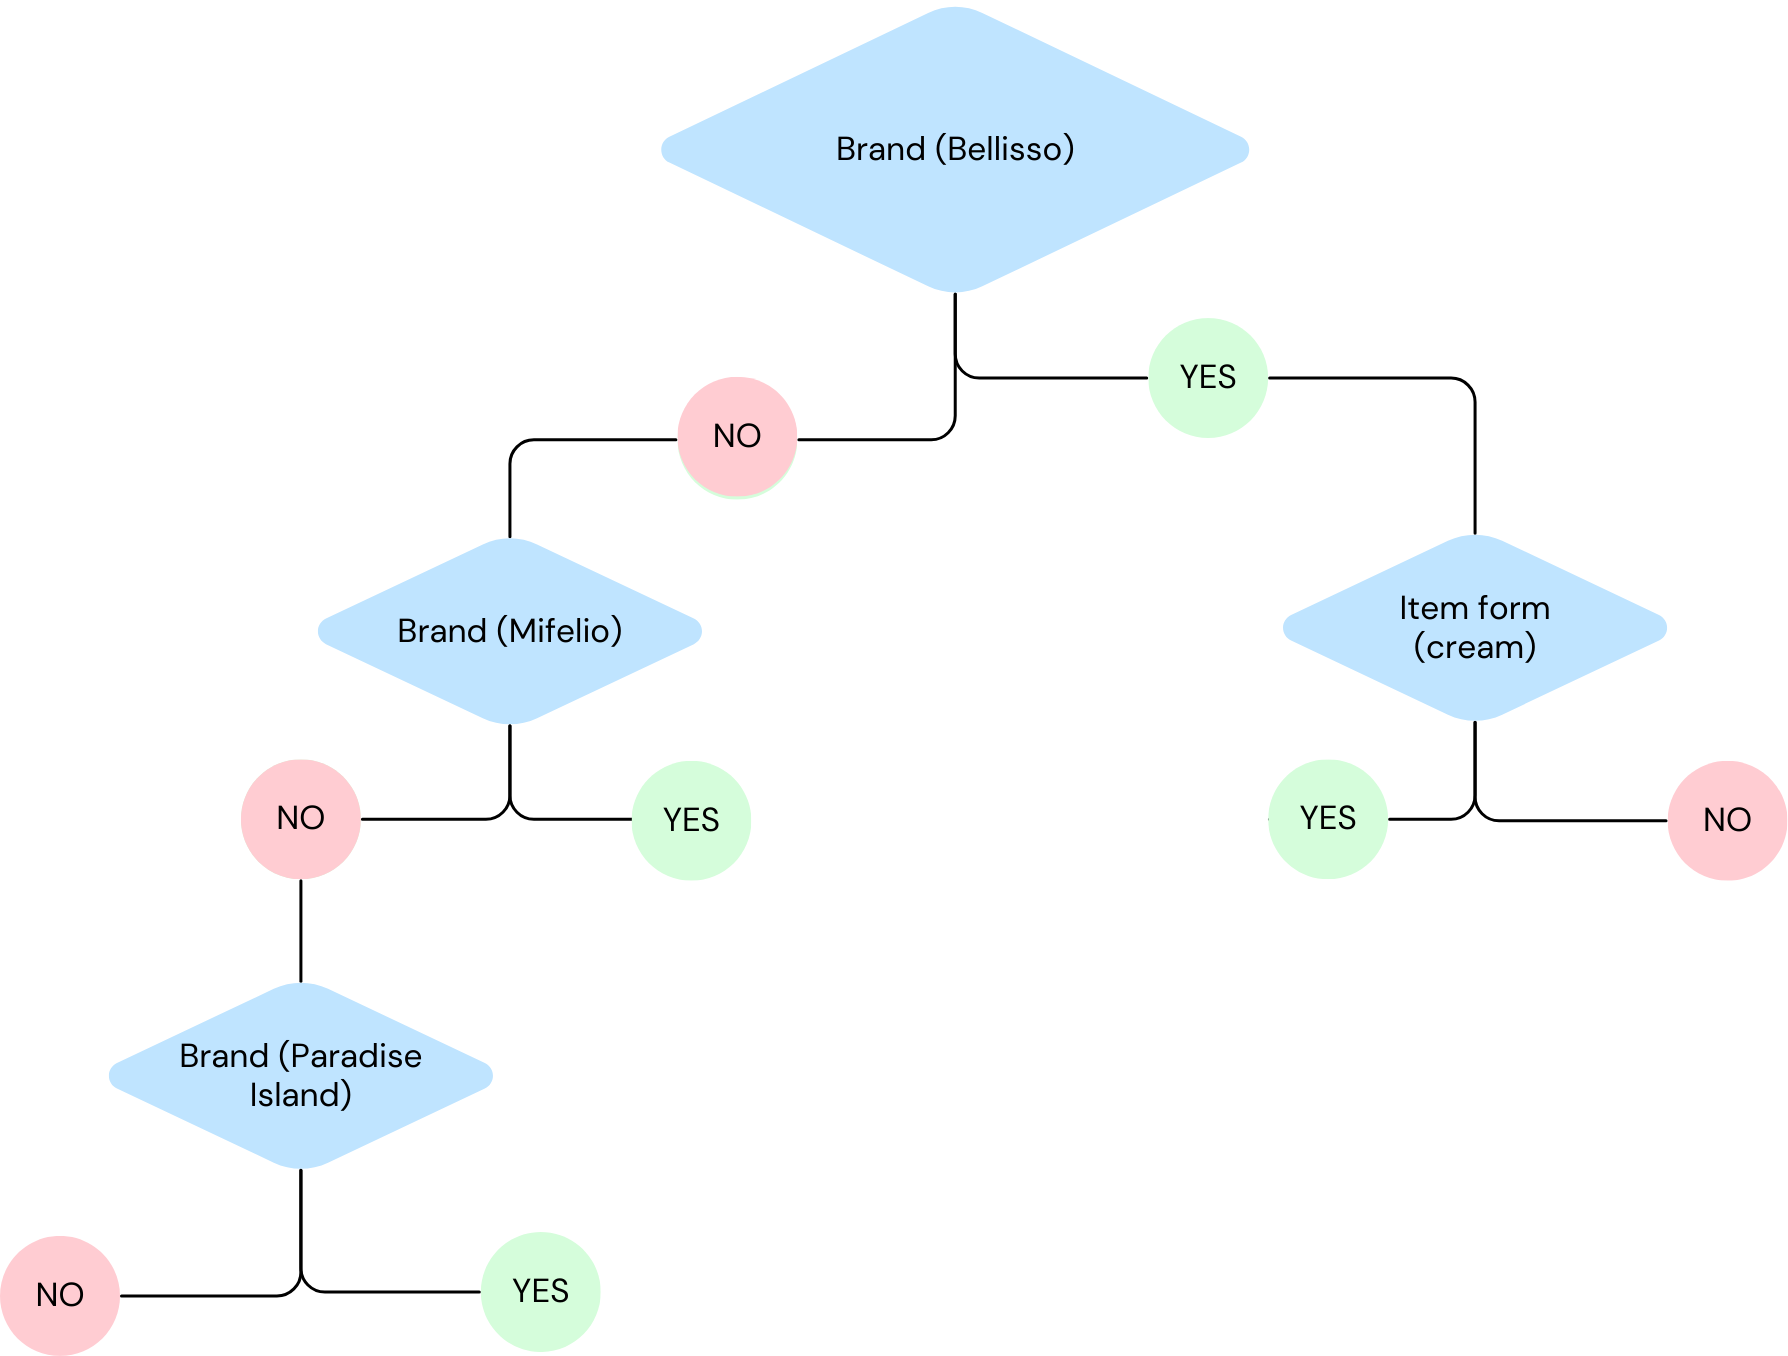 Brand (Bellisso)
YES
NO
Brand (Mifelio)
Item form
(cream)
NO
YES
YES
NO
Brand (Paradise
Island)
NO
YES